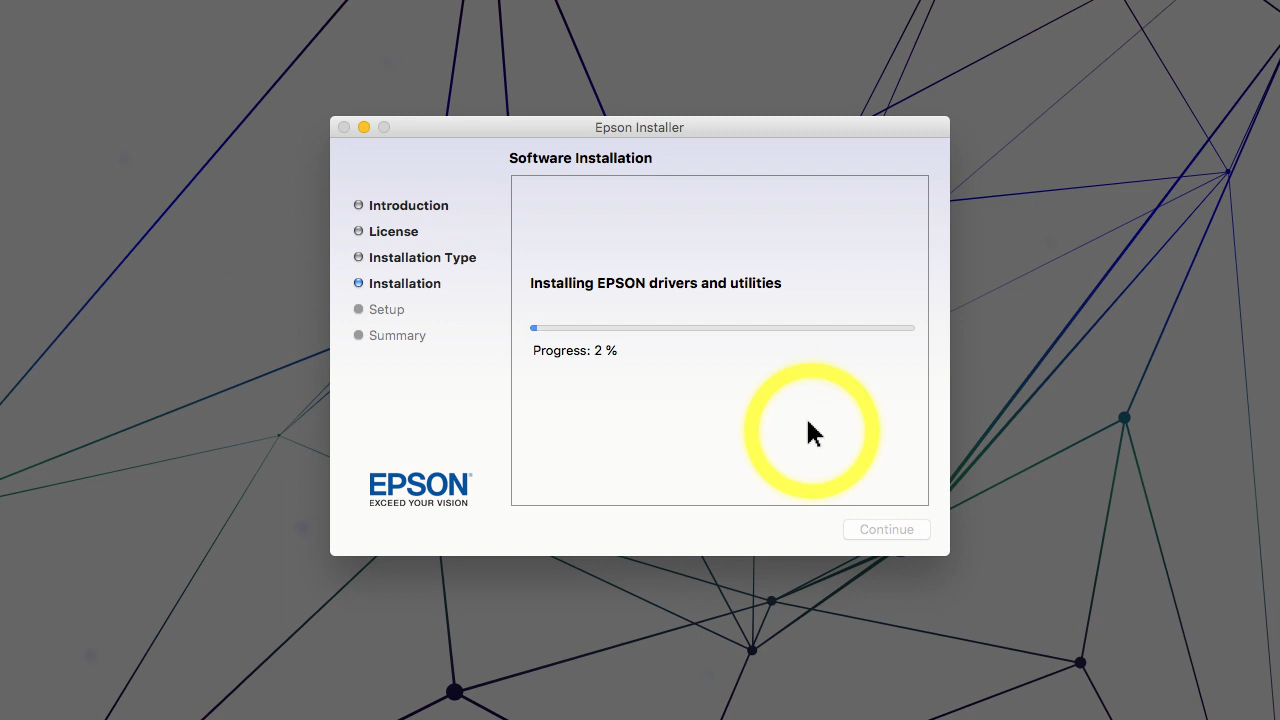 Epson Installer
Software Installation
Introduction
License
Installation Type
Installation
Setup
Summary
Installing EPSON drivers and utilities
Progress: 2 %
EPSON
EXCEED YOUR VISION
Continue